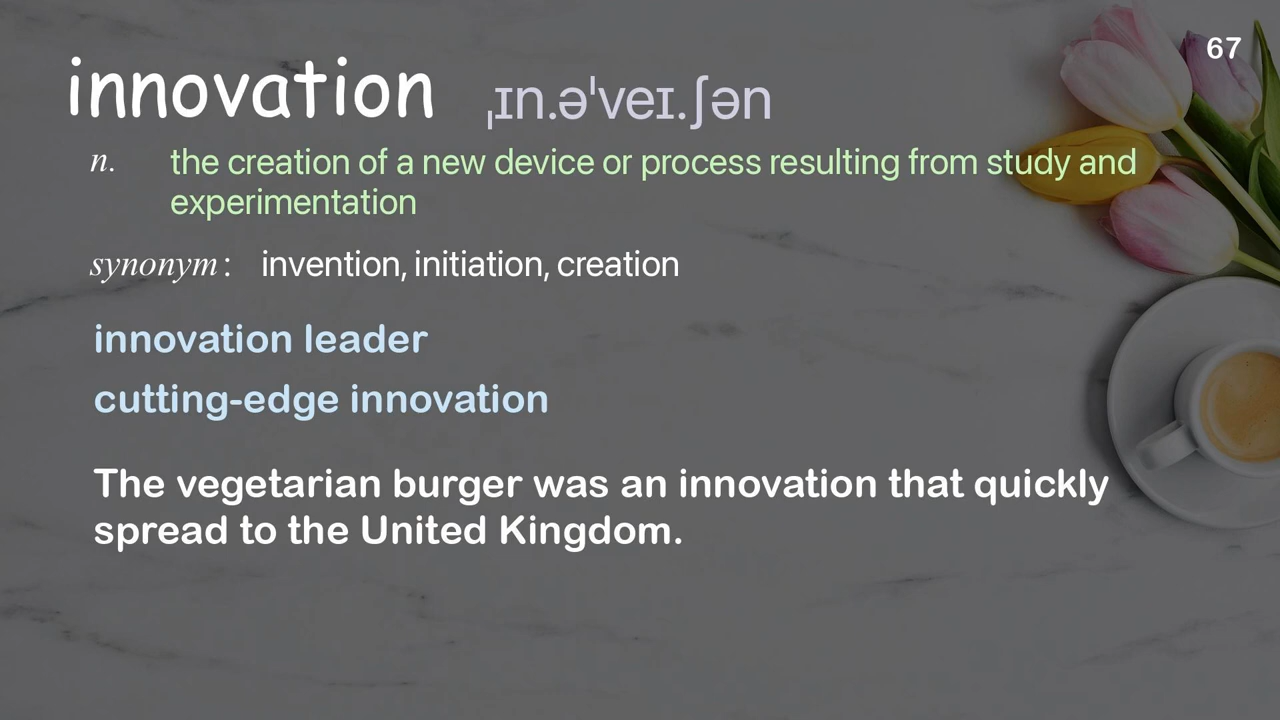 67
innovation ˌɪn.əˈveɪ.ʃən
n. the creation of a new device or process resulting from study and
experimentation
synonym : invention, initiation, creation
innovation leader
cutting-edge innovation
The vegetarian burger was an innovation that quickly
spread to the United Kingdom.